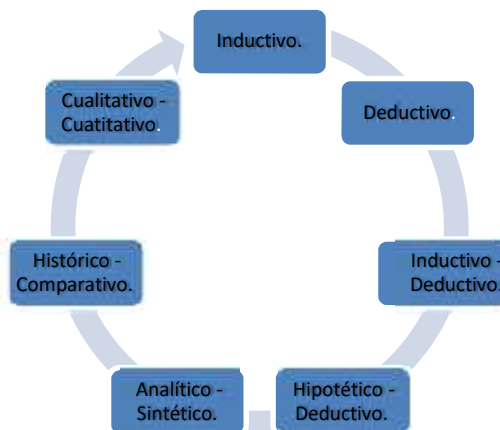 Inductivo.
Deductivo.
Inductivo -
Deductivo.
Hipotético -
Deductivo.
Analítico -
Sintético.
Histórico -
Comparativo.
Cualitativo -
Cuatitativo.